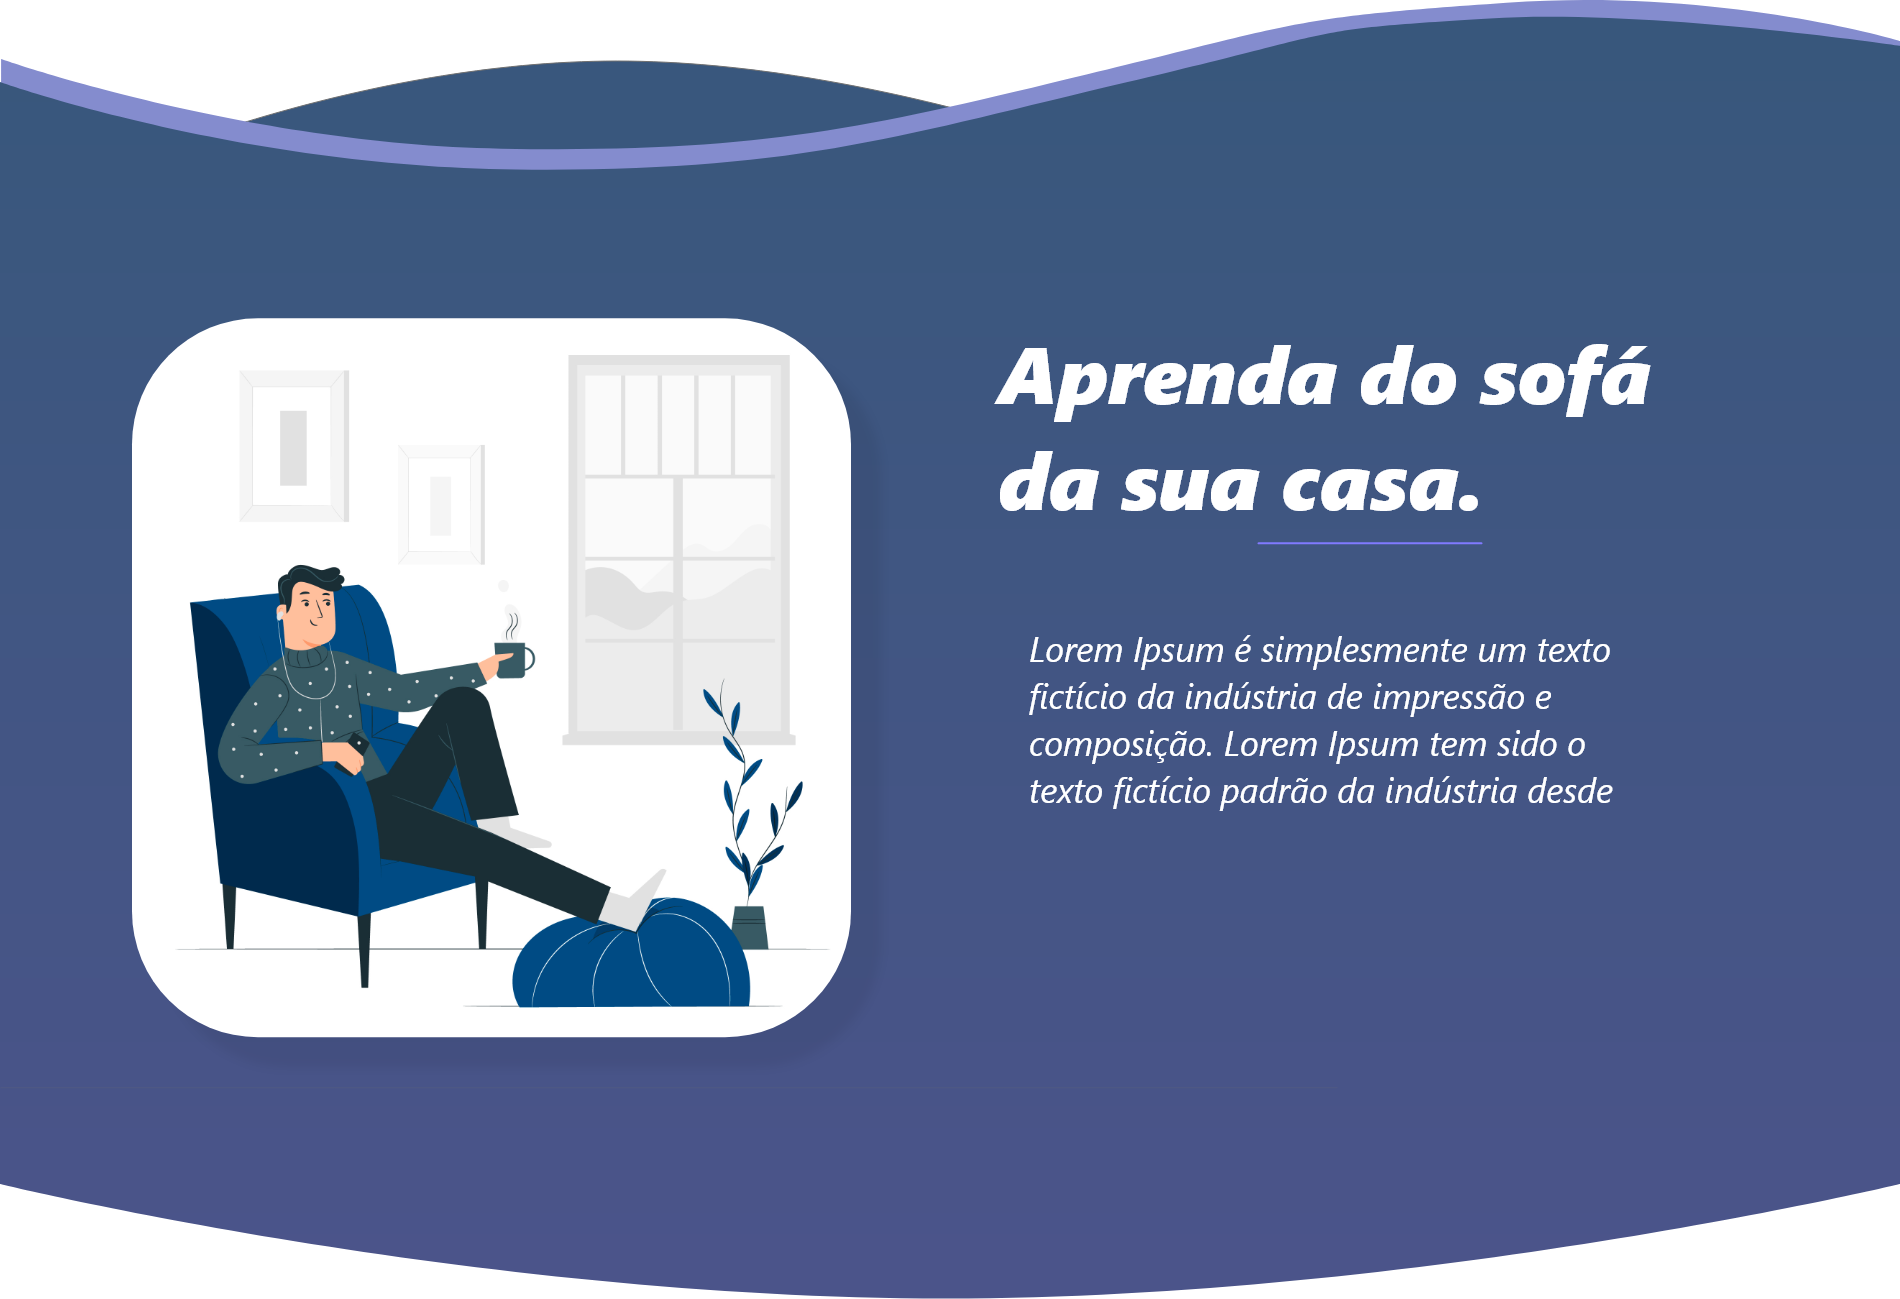 Aprenda do sofá
da sua casa.
Lorem Ipsum é simplesmente um texto
fictício da indústria de impressão e
composição. Lorem Ipsum tem sido o
texto fictício padrão da indústria desde